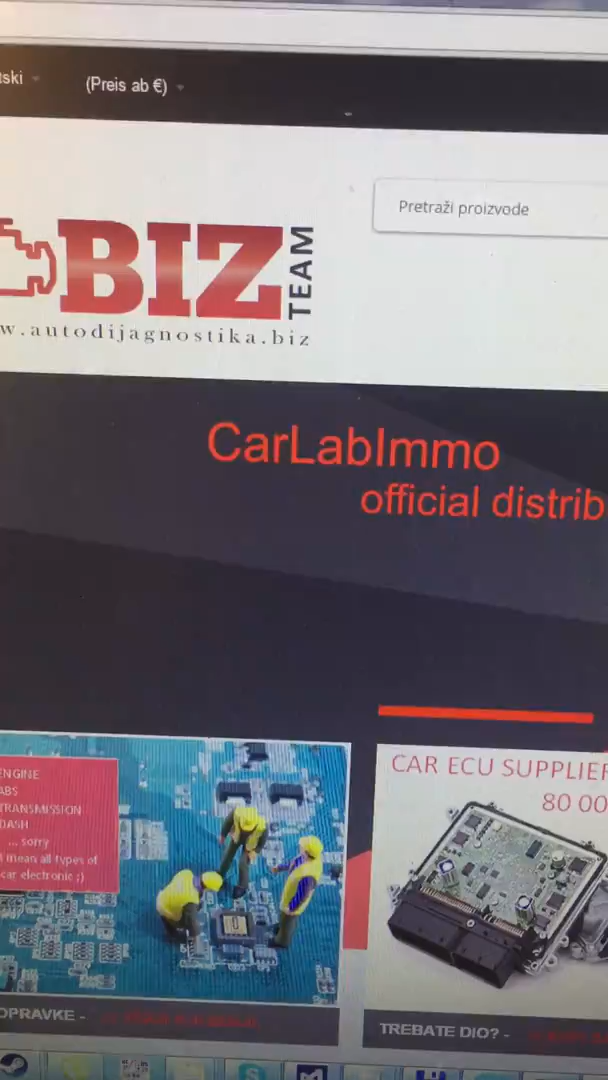 tski
(Preis ab €)
Pretraži proizvode
BIZ
TEAM
w.autodijagnostika.biz
CarLabImmo
official distrib
ENGINE
ABS
TRANSMISSION
DASH
... sorry
I mean all types of
car electronic ;)
CAR ECU SUPPLIER
80 00
OPRAVKE -
TREBATE DIO? -